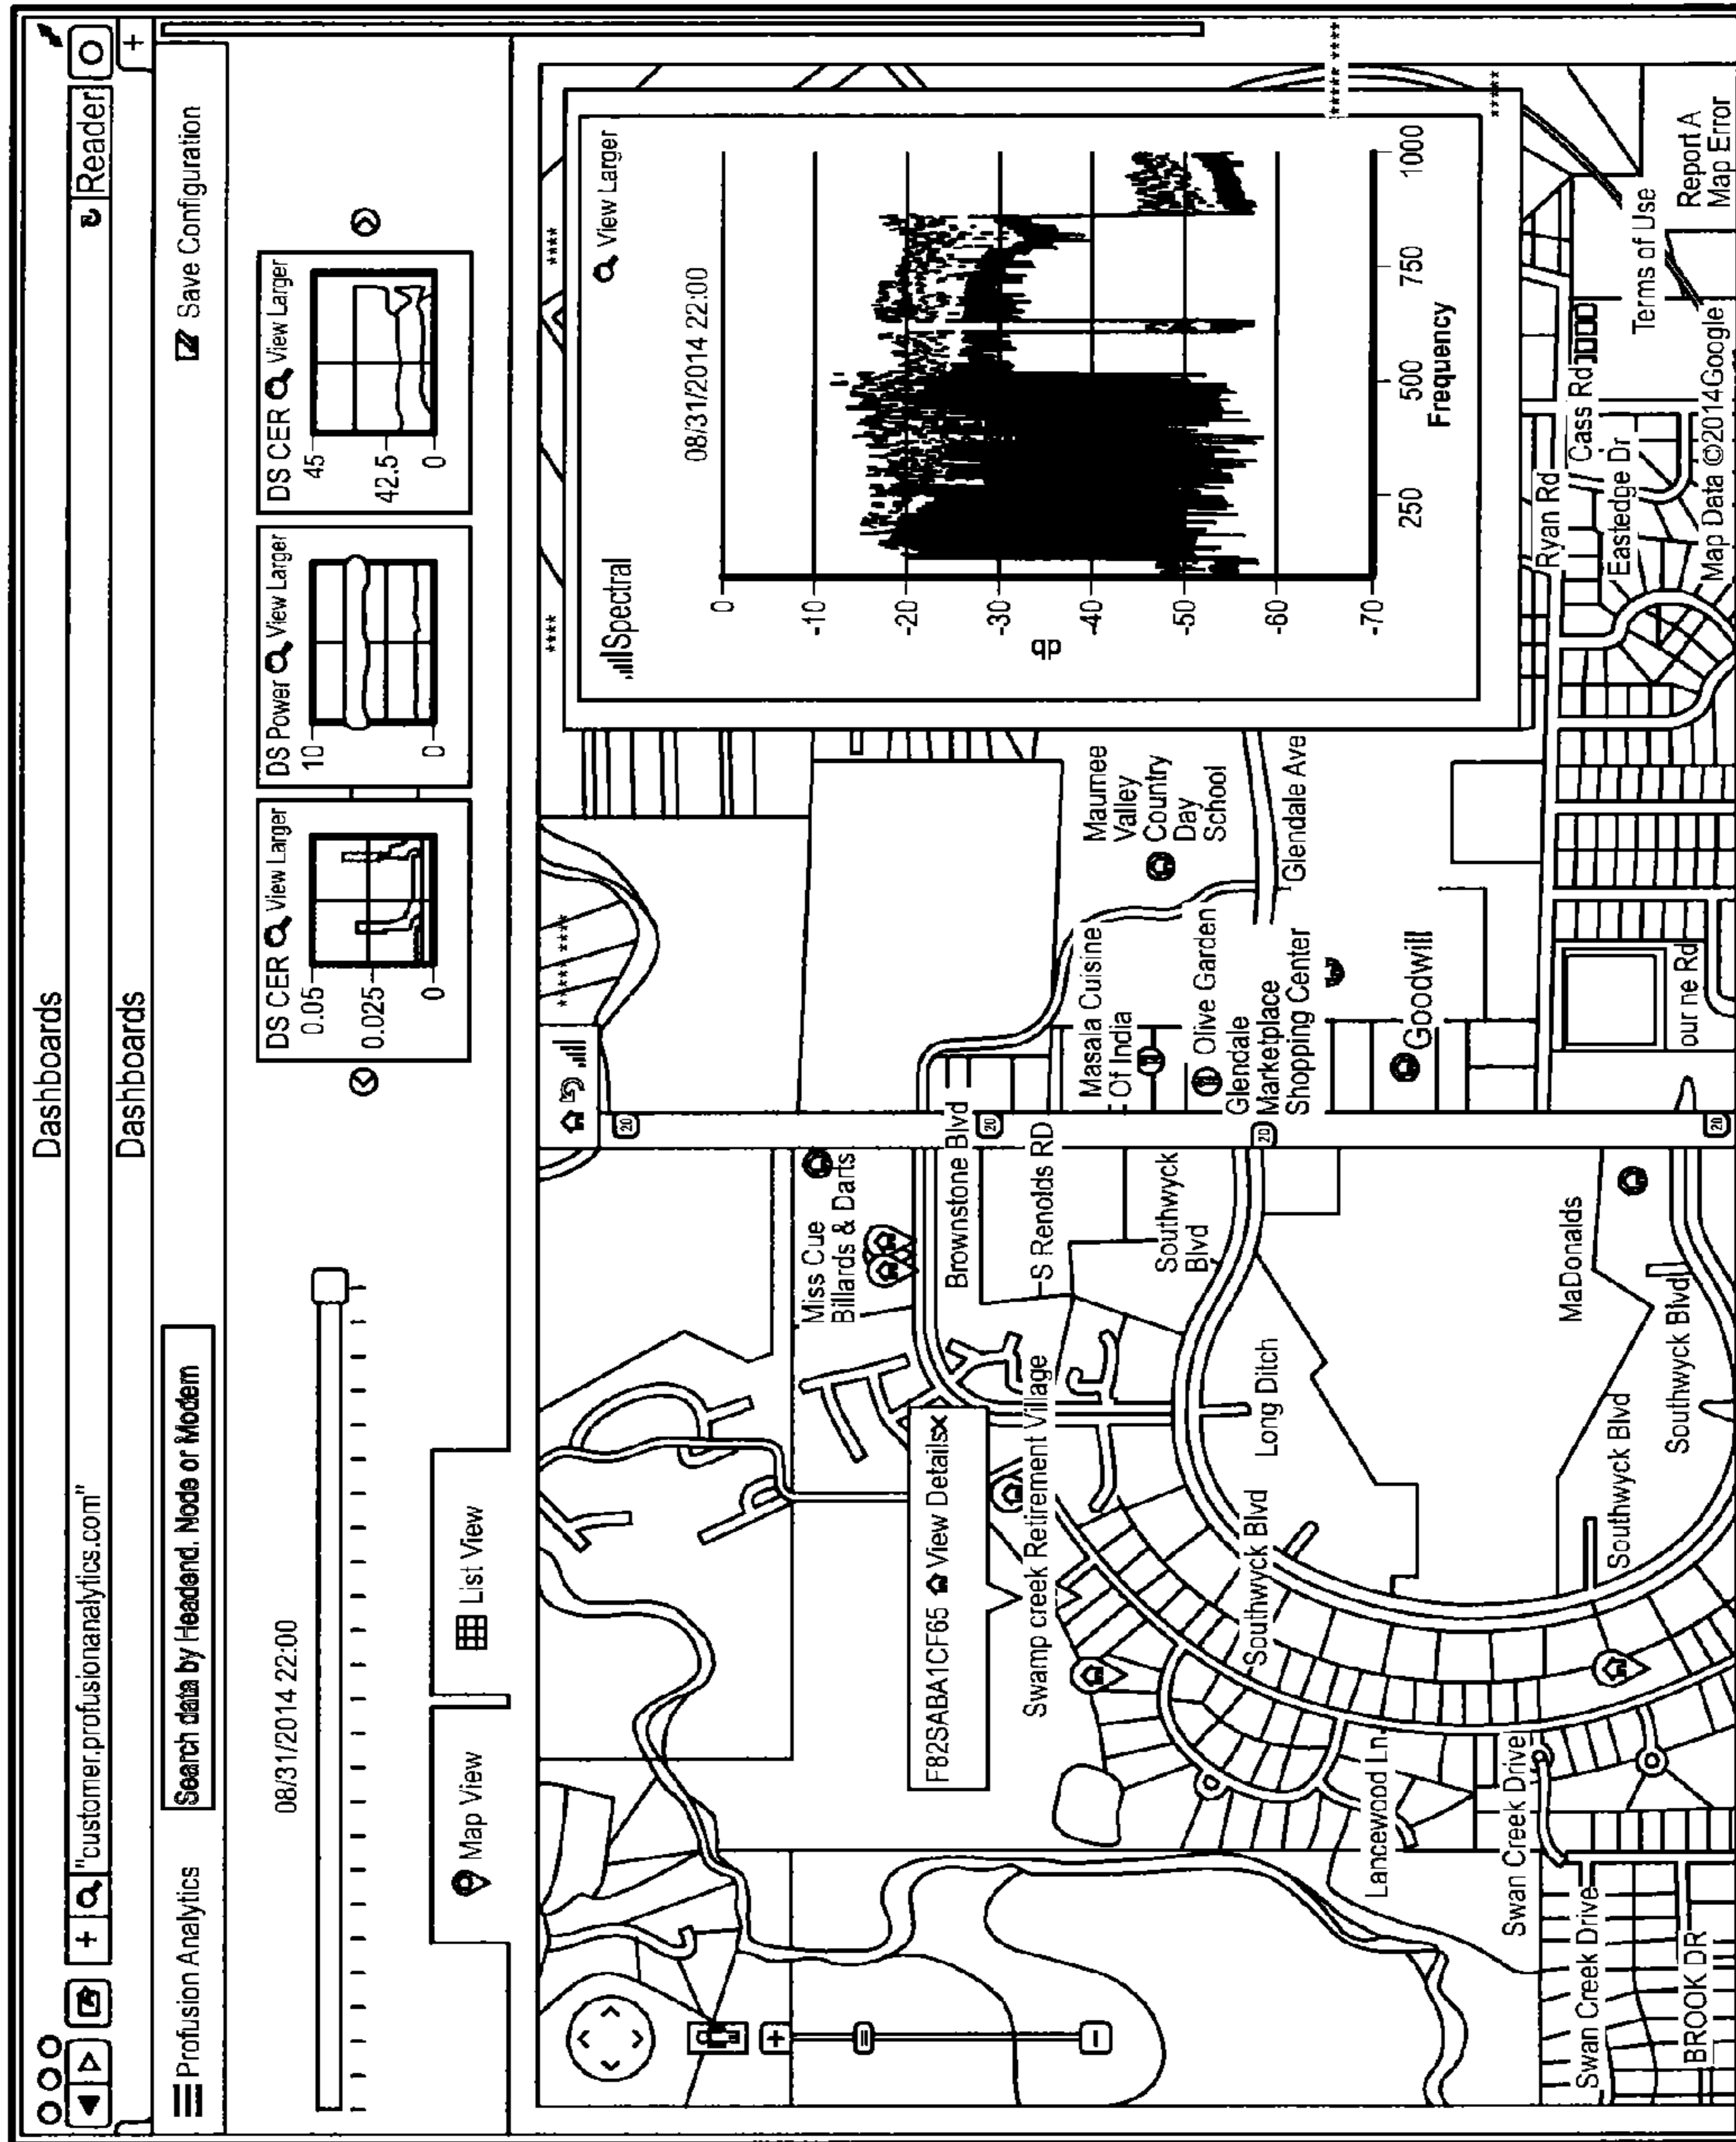 Dashboards
"customer.profusionanalytics.com"
Reader
Dashboards
Profusion Analytics
Search data by Headend, Node or Modem
Save Configuration
08/31/2014 22:00
DS CER View Larger
0.05
0.025
0
DS Power View Larger
10
0
DS CER View Larger
45
42.5
0
Map View
List View
**** ****
****
****
Spectral
View Larger
08/31/2014 22:00
0
-10
-20
-30
-40
-50
-60
-70
db
250
500
750
1000
Frequency
****** ****
*****
20
Miss Cue
Billards & Darts
F82SABA1CF65 View Details x
Brownstone Blvd
20
Swamp creek Retirement Village
S Renolds RD
Masala Cuisine
Of India
Maumee
Valley
Country
Day
School
Southwyck
Blvd
Olive Garden
Glendale
Marketplace
Shopping Center
20
Glendale Ave
Long Ditch
Southwyck Blvd
Goodwill
Lancewood Ln
Swan Creek Drive
MaDonalds
Ryan Rd
Cass Rd
Swan Creek Drive
Southwyck Blvd
Eastedge Dr
Terms of Use
BROOK DR
Southwyck Blvd
20
our ne Rd
Map Data ©2014Google
Report A
Map Error